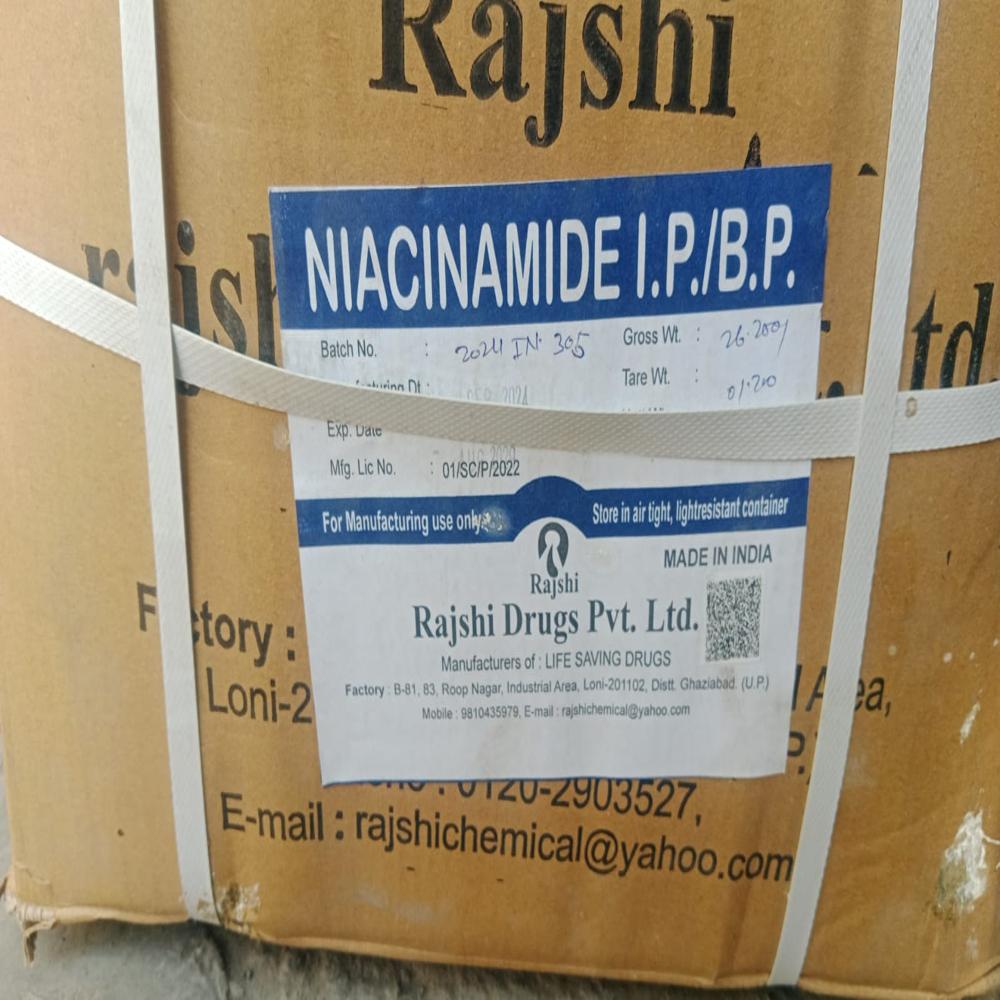 Rajshi
NIACINAMIDE I.P./B.P.
Batch No. : 2024 IN 305
Gross Wt. : 26.200
Tare Wt. : 01.200
Dt :
SEP 2024
Exp. Date
Mfg. Lic No. : 01/SC/P/2022
For Manufacturing use only
Store in air tight, lightresistant container
MADE IN INDIA
Rajshi
Rajshi Drugs Pvt. Ltd.
Manufacturers of : LIFE SAVING DRUGS
Factory : B-81, 83, Roop Nagar, Industrial Area, Loni-201102, Distt. Ghaziabad. (U.P.)
Mobile : 9810435979, E-mail : rajshichemical@yahoo.com
Loni-2
0120-2903527,
E-mail : rajshichemical@yahoo.com